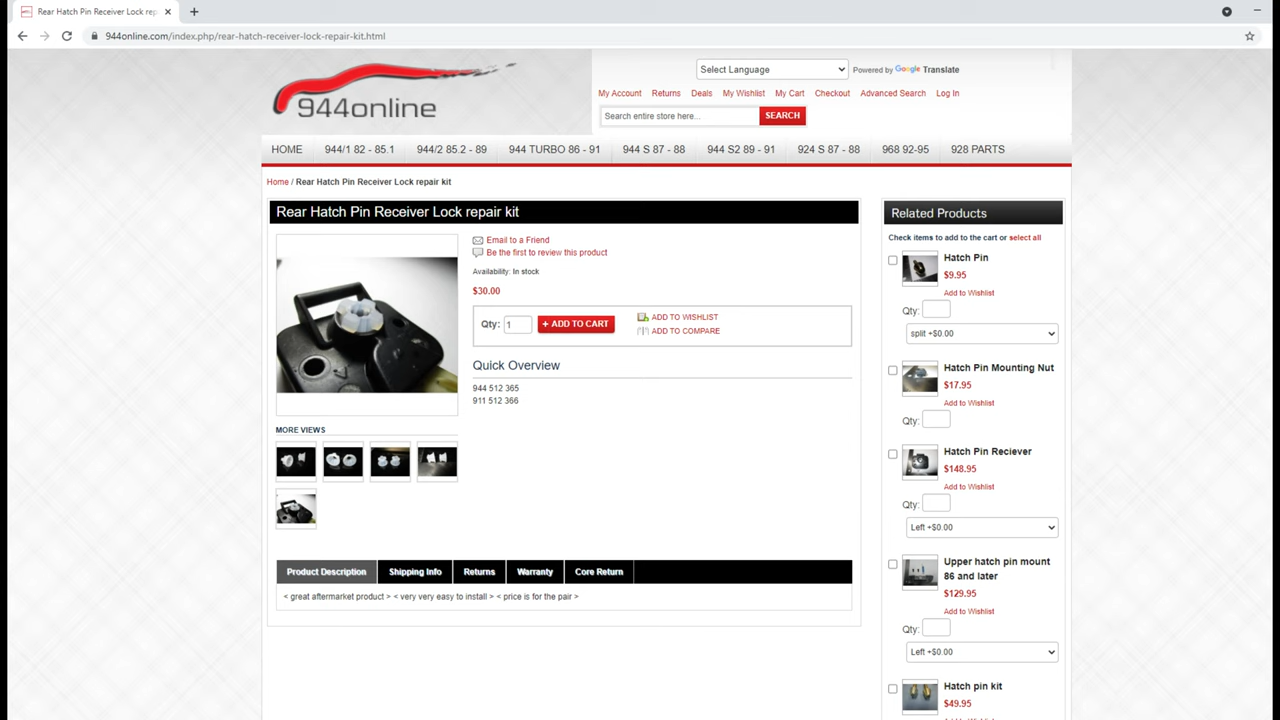 Rear Hatch Pin Receiver Lock rep
944online.com/index.php/rear-hatch-receiver-lock-repair-kit.html
944online
Select Language
Powered by Google Translate
My Account Returns Deals My Wishlist My Cart Checkout Advanced Search Log In
Search entire store here...
SEARCH
HOME 944/1 82 - 85.1 944/2 85.2 - 89 944 TURBO 86 - 91 944 S 87 - 88 944 S2 89 - 91 924 S 87 - 88 968 92-95 928 PARTS
Home / Rear Hatch Pin Receiver Lock repair kit
Rear Hatch Pin Receiver Lock repair kit
Email to a Friend
Be the first to review this product
Availability: In stock
$30.00
Qty: 1 + ADD TO CART
ADD TO WISHLIST
ADD TO COMPARE
Quick Overview
944 512 365
911 512 366
MORE VIEWS
Product Description Shipping Info Returns Warranty Core Return
< great aftermarket product > < very very easy to install > < price is for the pair >
Related Products
Check items to add to the cart or select all
Hatch Pin
$9.95
Add to Wishlist
Qty:
split +$0.00
Hatch Pin Mounting Nut
$17.95
Add to Wishlist
Qty:
Hatch Pin Reciever
$148.95
Add to Wishlist
Qty:
Left +$0.00
Upper hatch pin mount
86 and later
$129.95
Add to Wishlist
Qty:
Left +$0.00
Hatch pin kit
$49.95